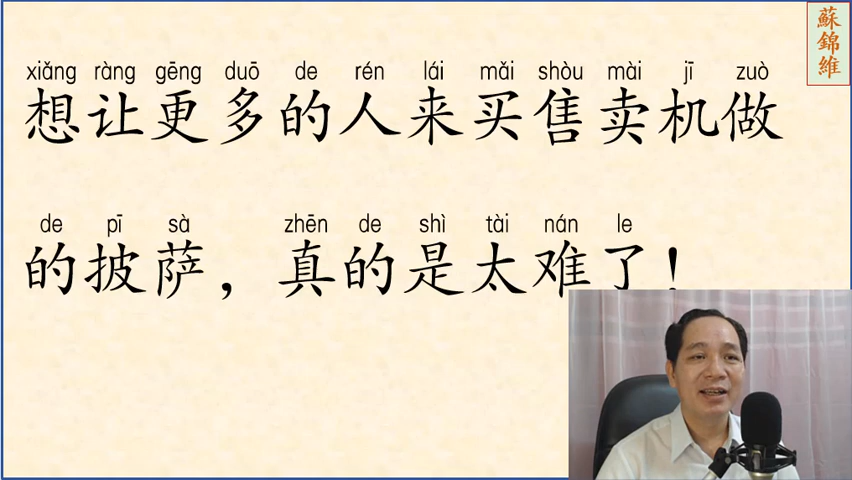 蘇錦維
xiǎng ràng gēng duō de rén lái mǎi shòu mài jī zuò
想让更多的人来买售卖机做
de pī sà zhēn de shì tài nán le
的披萨，真的是太难了！